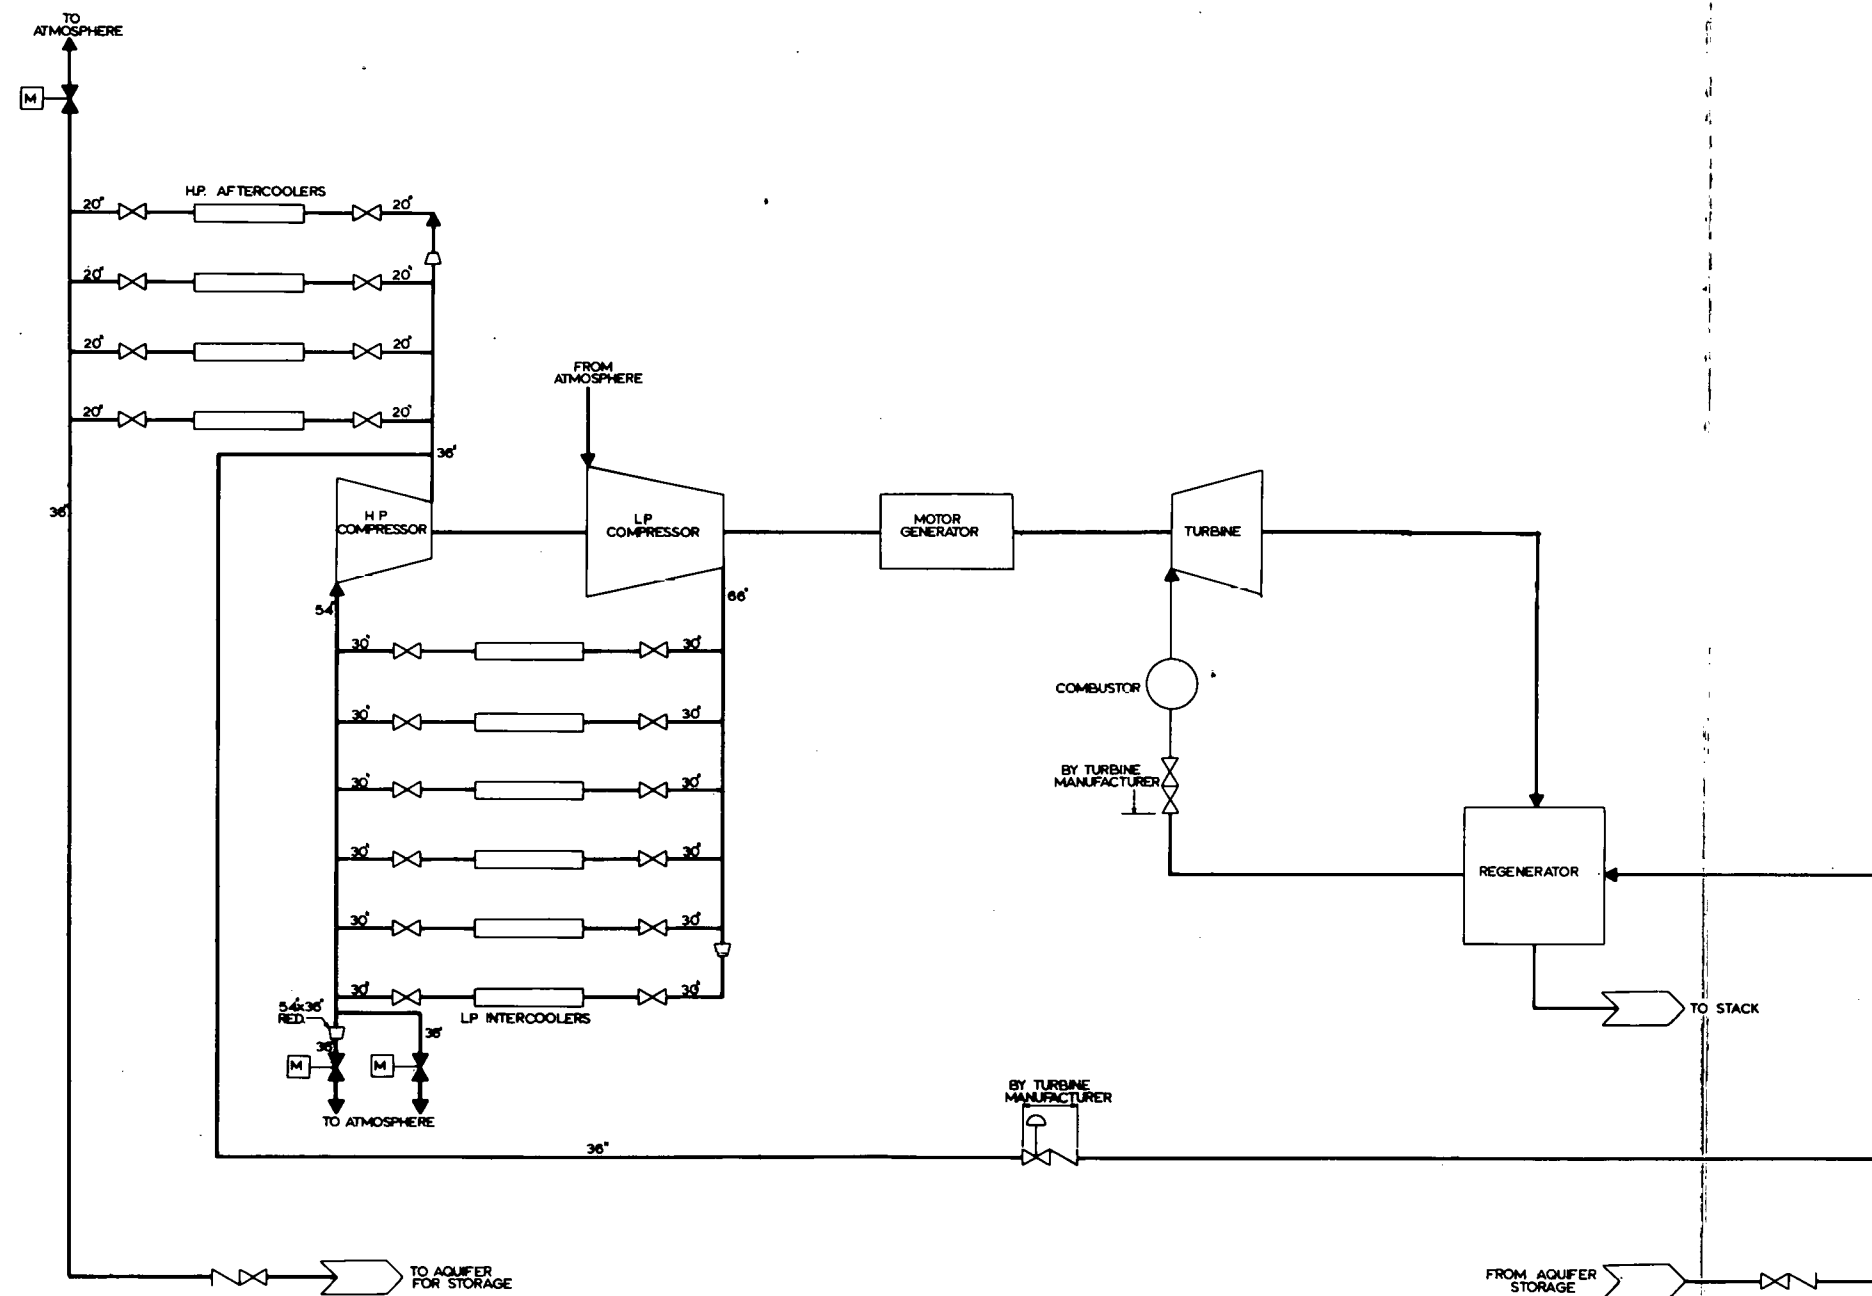 TO
ATMOSPHERE
M
H.P. AFTERCOOLERS
20" 20"
20" 20"
20" 20"
20" 20"
FROM
ATMOSPHERE
36"
36"
H P
COMPRESSOR
LP
COMPRESSOR
MOTOR
GENERATOR
TURBINE
54"
66"
30" 30"
30" 30"
30" 30"
30" 30"
30" 30"
30" 30"
LP INTERCOOLERS
COMBUSTOR
BY TURBINE
MANUFACTURER
REGENERATOR
TO STACK
54"x36"
RED.
36"
36"
M
M
TO ATMOSPHERE
BY TURBINE
MANUFACTURER
36"
TO AQUIFER
FOR STORAGE
FROM AQUIFER
STORAGE